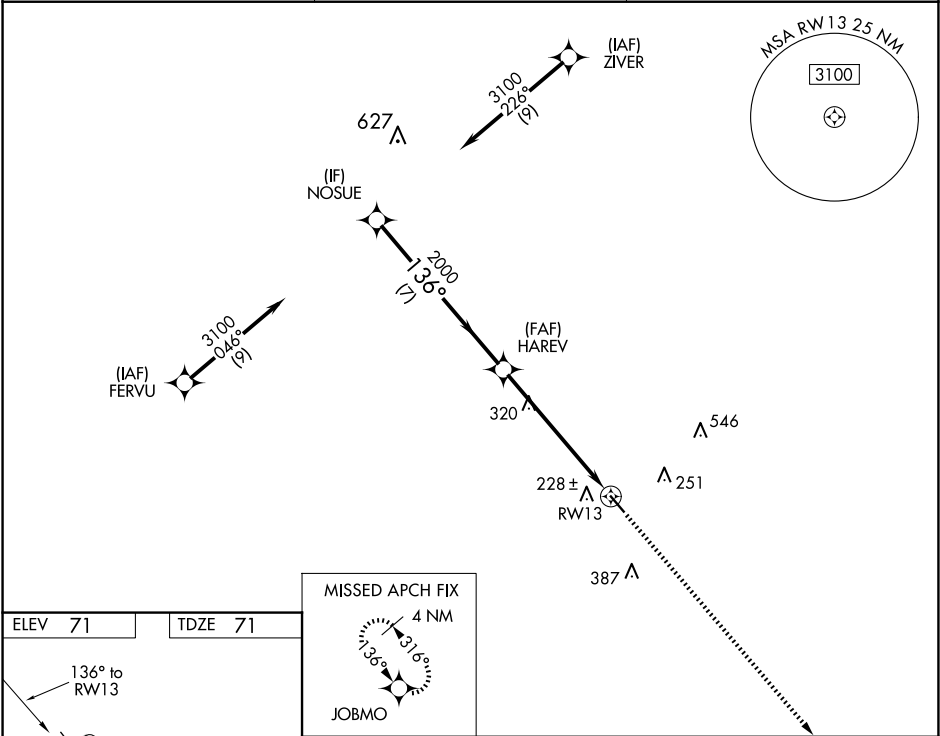 MSA RW13 25 NM
3100
(IAF)
ZIVER
3100
226°
(9)
627
(IF)
NOSUE
2000
136°
(7)
(FAF)
HAREV
3100
046°
(9)
(IAF)
FERVU
320
546
251
228±
RW13
387
MISSED APCH FIX
4 NM
136°
316°
JOBMO
ELEV 71
TDZE 71
136° to
RW13